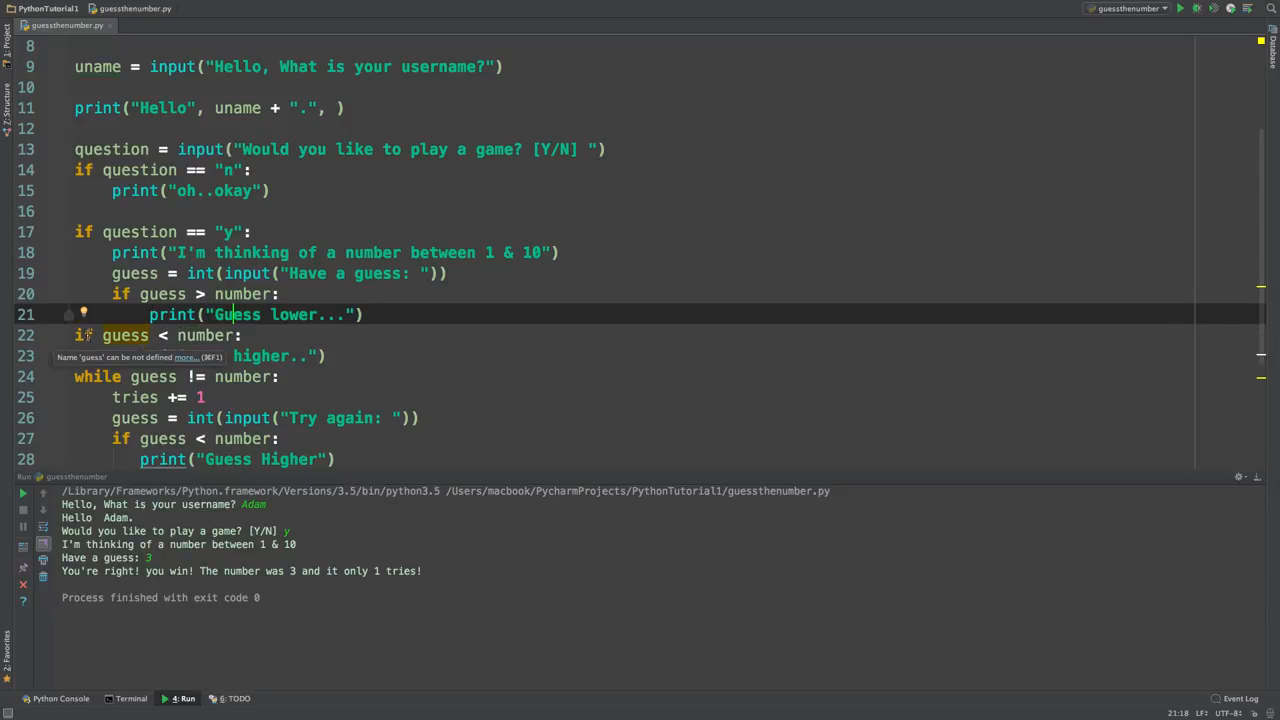 PythonTutorial1 guessthenumber.py guessthenumber
guessthenumber.py
1: Project
Z: Structure
2: Favorites
Database
8
9 uname = input("Hello, What is your username?")
10
11 print("Hello", uname + ".", )
12
13 question = input("Would you like to play a game? [Y/N] ")
14 if question == "n":
15 print("oh..okay")
16
17 if question == "y":
18 print("I'm thinking of a number between 1 & 10")
19 guess = int(input("Have a guess: "))
20 if guess > number:
21 print("Guess lower...")
22 if guess < number:
23 higher..")
Name 'guess' can be not defined more... (⌘F1)
24 while guess != number:
25 tries += 1
26 guess = int(input("Try again: "))
27 if guess < number:
28 print("Guess Higher")
Run guessthenumber
/Library/Frameworks/Python.framework/Versions/3.5/bin/python3.5 /Users/macbook/PycharmProjects/PythonTutorial1/guessthenumber.py
Hello, What is your username? Adam
Hello  Adam.
Would you like to play a game? [Y/N] y
I'm thinking of a number between 1 & 10
Have a guess: 3
You're right! you win! The number was 3 and it only 1 tries!
Process finished with exit code 0
Python Console Terminal 4: Run 6: TODO Event Log
21:18 LF÷ UTF-8÷